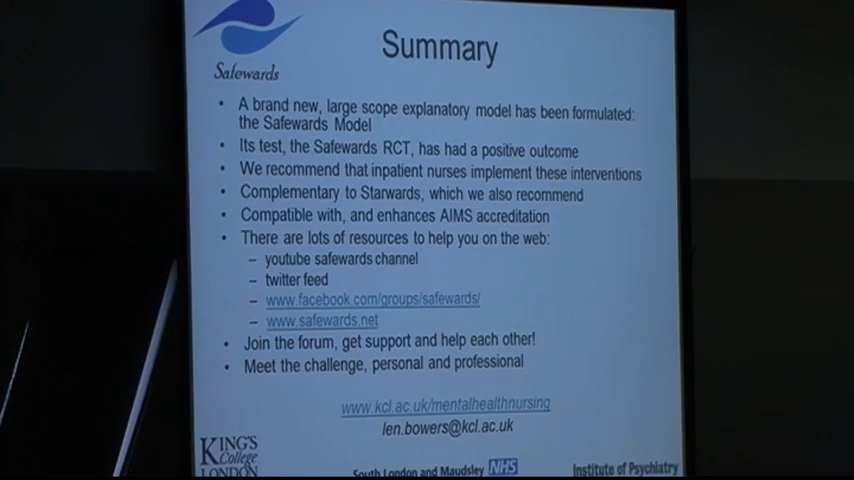 Safewards
Summary
• A brand new, large scope explanatory model has been formulated:
the Safewards Model
• Its test, the Safewards RCT, has had a positive outcome
• We recommend that inpatient nurses implement these interventions
• Complementary to Starwards, which we also recommend
• Compatible with, and enhances AIMS accreditation
• There are lots of resources to help you on the web:
– youtube safewards channel
– twitter feed
– www.facebook.com/groups/safewards/
– www.safewards.net
• Join the forum, get support and help each other!
• Meet the challenge, personal and professional
www.kcl.ac.uk/mentalhealthnursing
len.bowers@kcl.ac.uk
KING'S
College
LONDON
South London and Maudsley NHS
Institute of Psychiatry